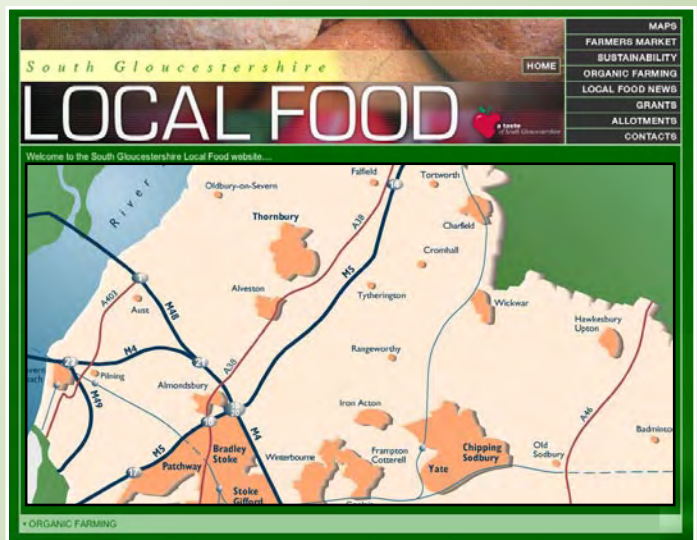 MAPS
FARMERS MARKET
SUSTAINABILITY
ORGANIC FARMING
LOCAL FOOD NEWS
GRANTS
ALLOTMENTS
CONTACTS
South Gloucestershire
HOME
LOCAL FOOD
a taste
of South Gloucestershire
Welcome to the South Gloucestershire Local Food website....
River
Oldbury-on-Severn
Falfield
Tortworth
Thornbury
A38
Charfield
Cromhall
M5
A403
Aust
M48
Alveston
Tytherington
Wickwar
Hawkesbury
Upton
M4
21
A38
Rangeworthy
Pilning
Almondsbury
M49
Iron Acton
A46
M5
Bradley
Stoke
M4
Patchway
Winterbourne
Frampton
Cotterell
Chipping
Sodbury
Yate
Old
Sodbury
17
Stoke
Gifford
• ORGANIC FARMING